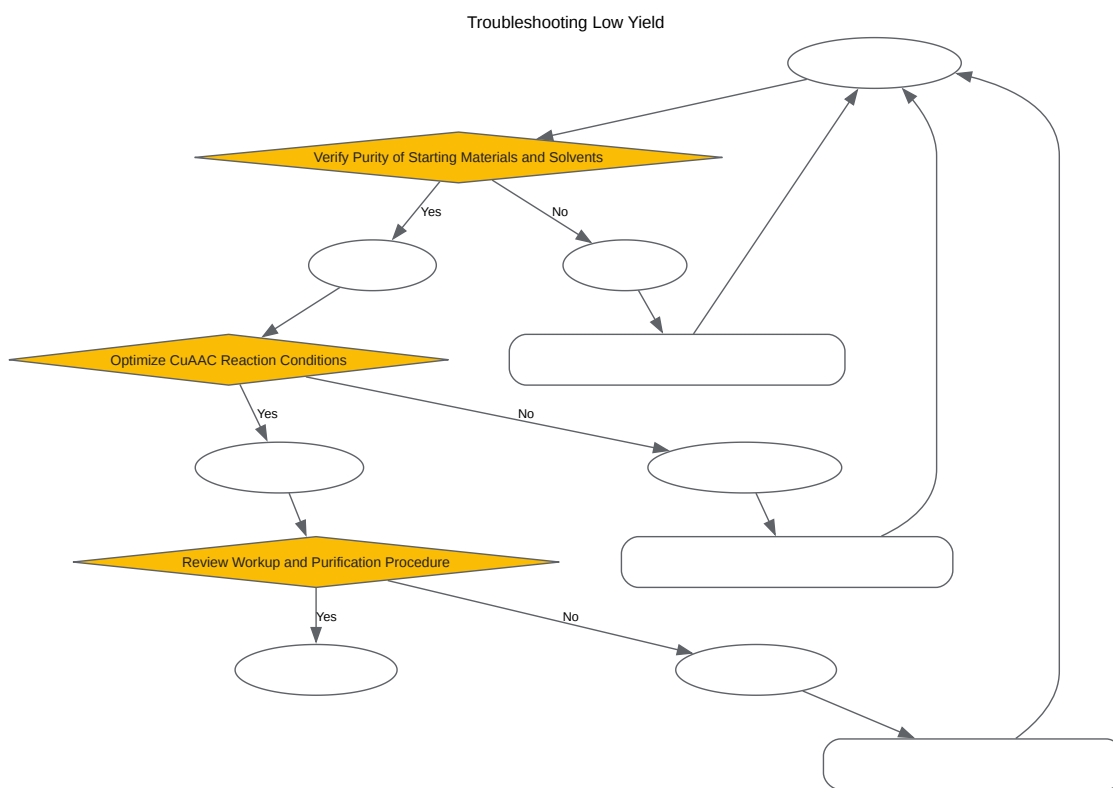 Troubleshooting Low Yield
Verify Purity of Starting Materials and Solvents
Yes
No
Optimize CuAAC Reaction Conditions
Yes
No
Review Workup and Purification Procedure
Yes
No